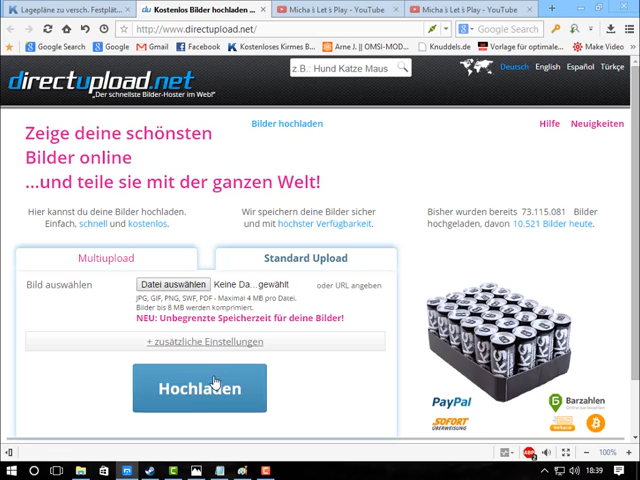 Lagepläne zu versch. Festplät...
Kostenlos Bilder hochladen ...
Micha´s Let´s Play - YouTube
Micha´s Let´s Play - YouTube
http://www.directupload.net/
Google Search
Google Search
Google
Gmail
Facebook
Kostenloses Kirmes B...
Arne J. || OMSI-MOD...
Knuddels.de
Vorlage für optimale...
Make Video
directupload.net
„Der schnellste Bilder-Hoster im Web!"
z.B.: Hund Katze Maus
Deutsch English Español Türkçe
Zeige deine schönsten
Bilder online
...und teile sie mit der ganzen Welt!
Bilder hochladen
Hilfe Neuigkeiten
Hier kannst du deine Bilder hochladen.
Einfach, schnell und kostenlos.
Wir speichern deine Bilder sicher
und mit höchster Verfügbarkeit.
Bisher wurden bereits 73.115.081 Bilder
hochgeladen, davon 10.521 Bilder heute.
Multiupload
Standard Upload
Bild auswählen
Datei auswählen
Keine Da...gewählt
oder URL angeben
JPG, GIF, PNG, SWF, PDF - Maximal 4 MB pro Datei.
Bilder bis 8 MB werden komprimiert.
NEU: Unbegrenzte Speicherzeit für deine Bilder!
+ zusätzliche Einstellungen
Hochladen
PayPal
Barzahlen
SOFORT
ÜBERWEISUNG
100%
18:39